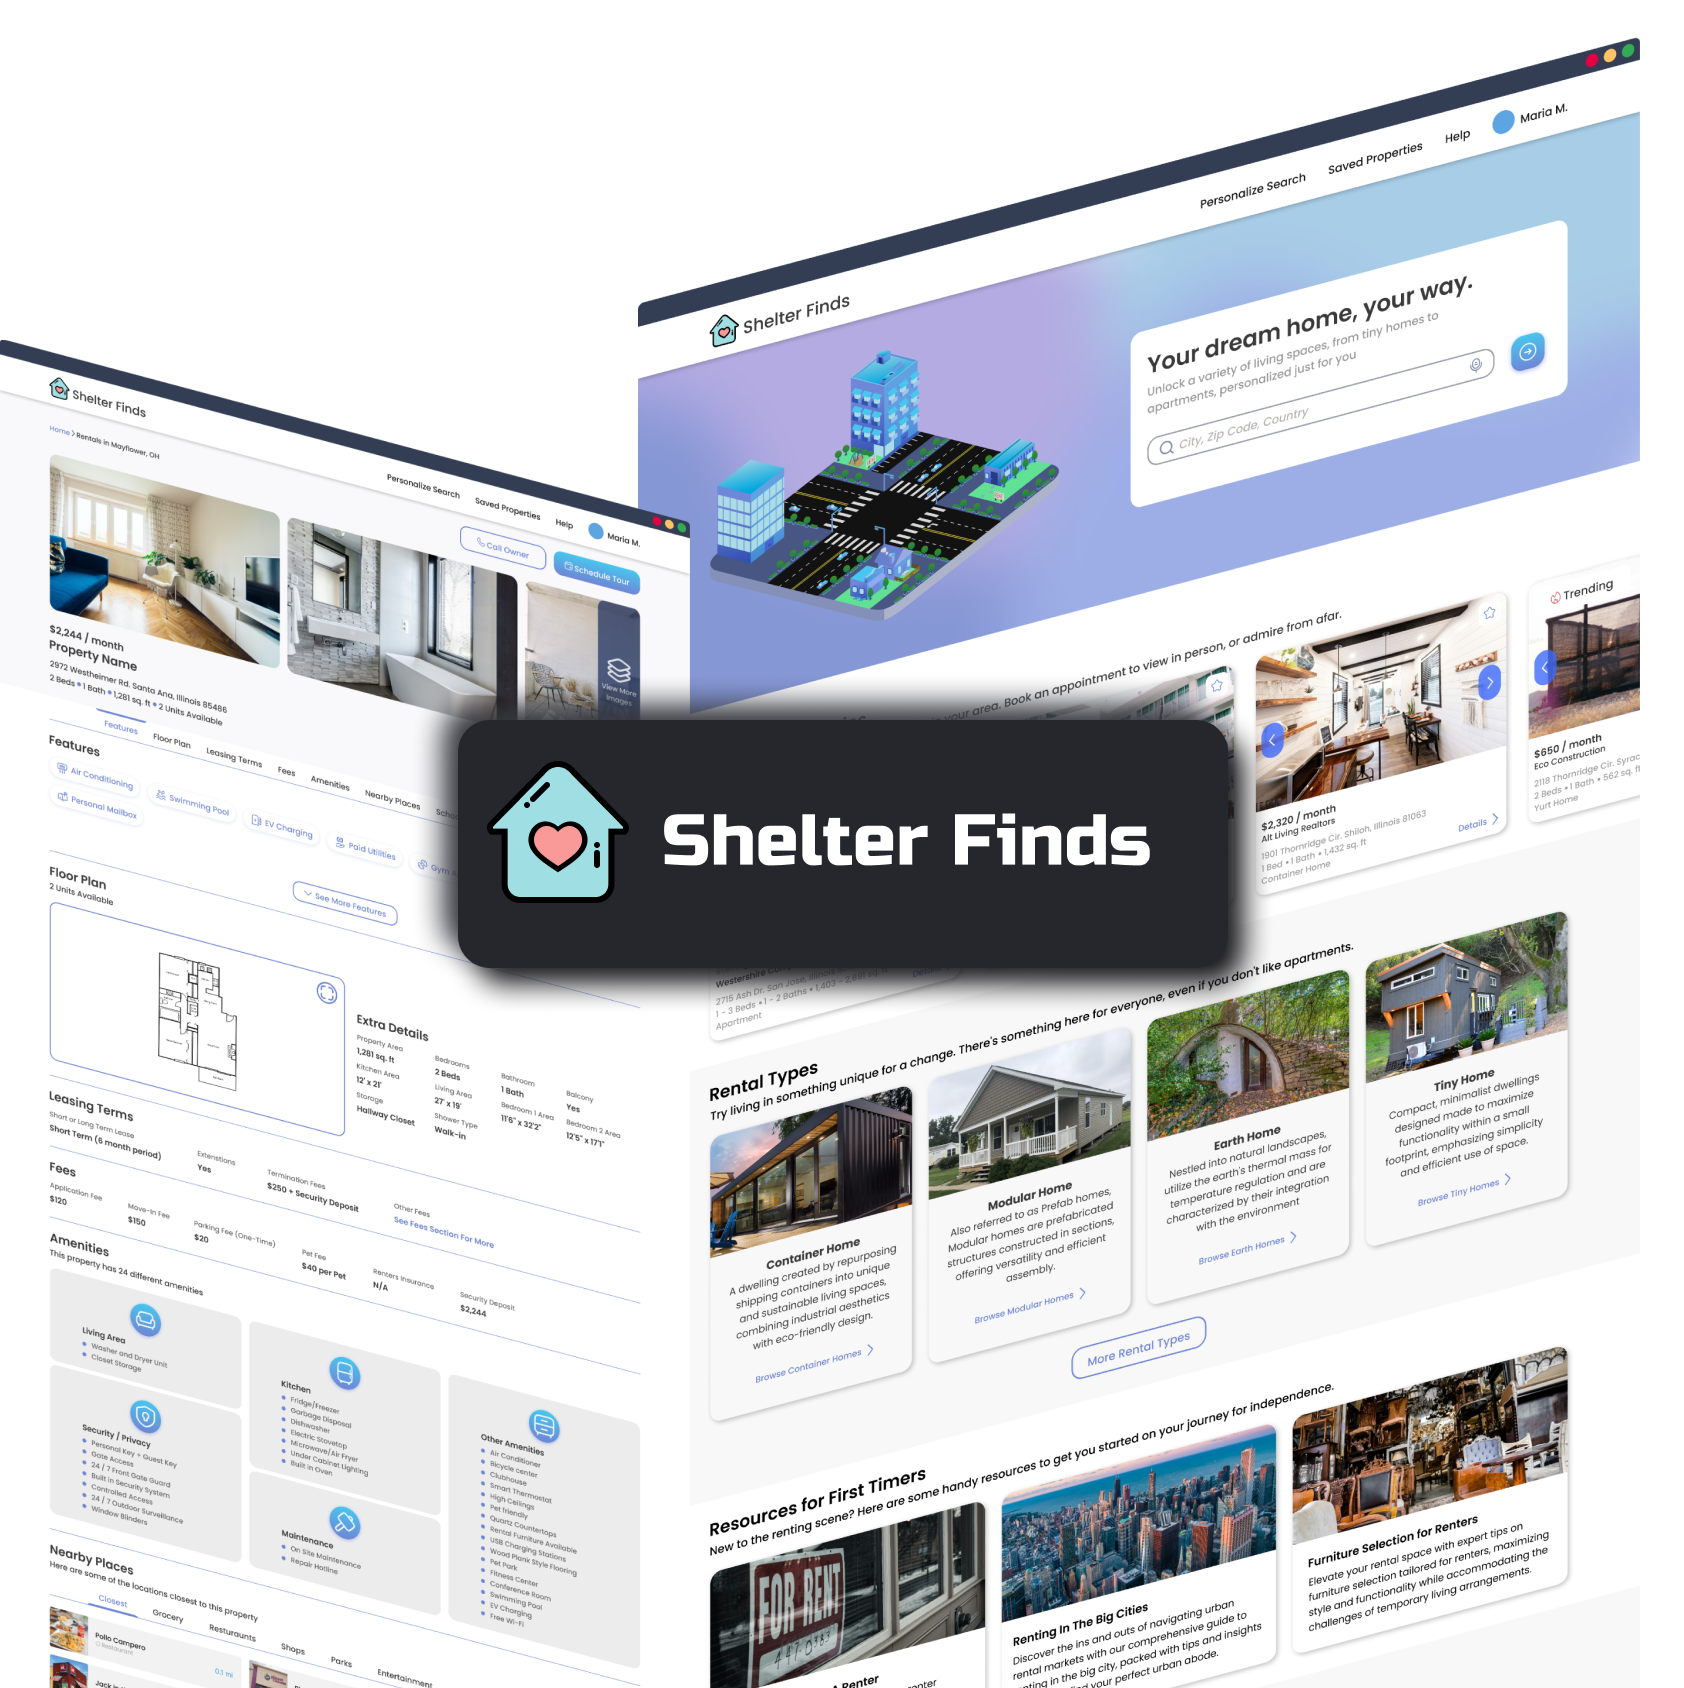 Shelter Finds
Personalize Search
Saved Properties
Help
Maria M.
Your dream home, your way.
Unlock a variety of living spaces, from tiny homes to
apartments, personalized just for you
City, Zip Code, Country
your area. Book an appointment to view in person, or admire from afar.
$2,320 / month
Alt Living Realtors
1901 Thornridge Cir. Shiloh, Illinois 81063
1 Bed • 1 Bath • 1,432 sq. ft
Container Home
Details
Trending
$650 / month
Eco Construction
2118 Thornridge Cir. Syrac
2 Beds • 1 Bath • 562 sq. ft
Yurt Home
2715 Ash Dr. San Jose, Illinois
1 - 3 Beds • 1 - 2 Baths • 1,403 - 2,691 sq. ft
Apartment
Rental Types
Try living in something unique for a change. There's something here for everyone, even if you don't like apartments.
Container Home
A dwelling created by repurposing
shipping containers into unique
and sustainable living spaces,
combining industrial aesthetics
with eco-friendly design.
Browse Container Homes
Modular Home
Also referred to as Prefab homes,
Modular homes are prefabricated
structures constructed in sections,
offering versatility and efficient
assembly.
Browse Modular Homes
Earth Home
Nestled into natural landscapes,
utilize the earth's thermal mass for
temperature regulation and are
characterized by their integration
with the environment
Browse Earth Homes
Tiny Home
Compact, minimalist dwellings
designed made to maximize
functionality within a small
footprint, emphasizing simplicity
and efficient use of space.
Browse Tiny Homes
More Rental Types
Resources for First Timers
New to the renting scene? Here are some handy resources to get you started on your journey for independence.
FOR RENT
447-0383
A Renter
Renting In The Big Cities
Discover the ins and outs of navigating urban
rental markets with our comprehensive guide to
nting in the big city, packed with tips and insights
your perfect urban abode.
Furniture Selection for Renters
Elevate your rental space with expert tips on
furniture selection tailored for renters, maximizing
style and functionality while accommodating the
challenges of temporary living arrangements.
Shelter Finds
Shelter Finds
Personalize Search
Saved Properties
Help
Maria M.
Home > Rentals in Mayflower, OH
Call Owner
Schedule Tour
View More
Images
$2,244 / month
Property Name
2972 Westheimer Rd. Santa Ana, Illinois 85486
2 Beds • 1 Bath • 1,281 sq. ft • 2 Units Available
Features
Floor Plan
Leasing Terms
Fees
Amenities
Nearby Places
Scho
Features
Air Conditioning
Swimming Pool
EV Charging
Paid Utilities
Gym
Personal Mailbox
See More Features
Floor Plan
2 Units Available
Extra Details
Property Area
1,281 sq. ft
Bedrooms
2 Beds
Bathroom
1 Bath
Balcony
Yes
Kitchen Area
12' x 21'
Living Area
27' x 19'
Bedroom 1 Area
11'6" x 32'2"
Bedroom 2 Area
12'5" x 17'1"
Storage
Hallway Closet
Shower Type
Walk-in
Leasing Terms
Short or Long Term Lease
Short Term (6 month period)
Extenstions
Yes
Termination Fees
$250 + Security Deposit
Other Fees
See Fees Section For More
Fees
Application Fee
$120
Move-In Fee
$150
Parking Fee (One-Time)
$20
Pet Fee
$40 per Pet
Renters Insurance
N/A
Security Deposit
$2,244
Amenities
This property has 24 different amenities
Living Area
Washer and Dryer Unit
Closet Storage
Security / Privacy
Personal Key + Guest Key
Gate Access
24 / 7 Front Gate Guard
Built in Security System
Controlled Access
24 / 7 Outdoor Surveillance
Window Blinders
Kitchen
Fridge/Freezer
Garbage Disposal
Dishwasher
Electric Stovetop
Microwave/Air Fryer
Under Cabinet Lighting
Built in Oven
Maintenance
On Site Maintenance
Repair Hotline
Other Amenities
Air Conditioner
Bicycle center
Clubhouse
Smart Thermostat
High Ceilings
Pet friendly
Quartz Countertops
Rental Furniture Available
USB Charging Stations
Wood Plank Style Flooring
Pet Park
Fitness Center
Conference Room
Swimming Pool
EV Charging
Free Wi-Fi
Nearby Places
Here are some of the locations closest to this property
Closest
Grocery
Resturaunts
Shops
Parks
Entertainment
Pollo Campero
Restaurant
0.1 mi